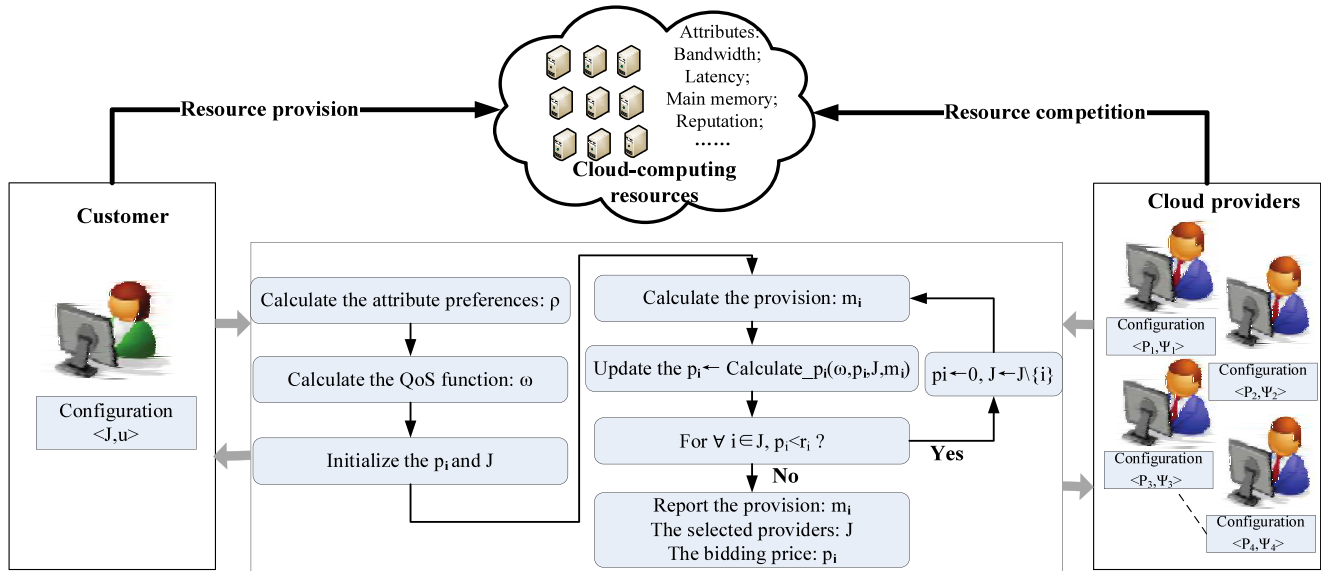 Attributes:
Bandwidth;
Latency;
Main memory;
Reputation;
……
Cloud-computing
resources
Resource provision
Resource competition
Customer
Configuration
<J,u>
Calculate the attribute preferences: ρ
Calculate the QoS function: ω
Initialize the pi and J
Calculate the provision: mi
Update the pi← Calculate_pi(ω,pi,J,mi)
For ∀ i∈J, pi<ri ?
Yes
pi←0, J←J\{i}
No
Report the provision: mi
The selected providers: J
The bidding price: pi
Cloud providers
Configuration
<P1,Ψ1>
Configuration
<P2,Ψ2>
Configuration
<P3,Ψ3>
Configuration
<P4,Ψ4>